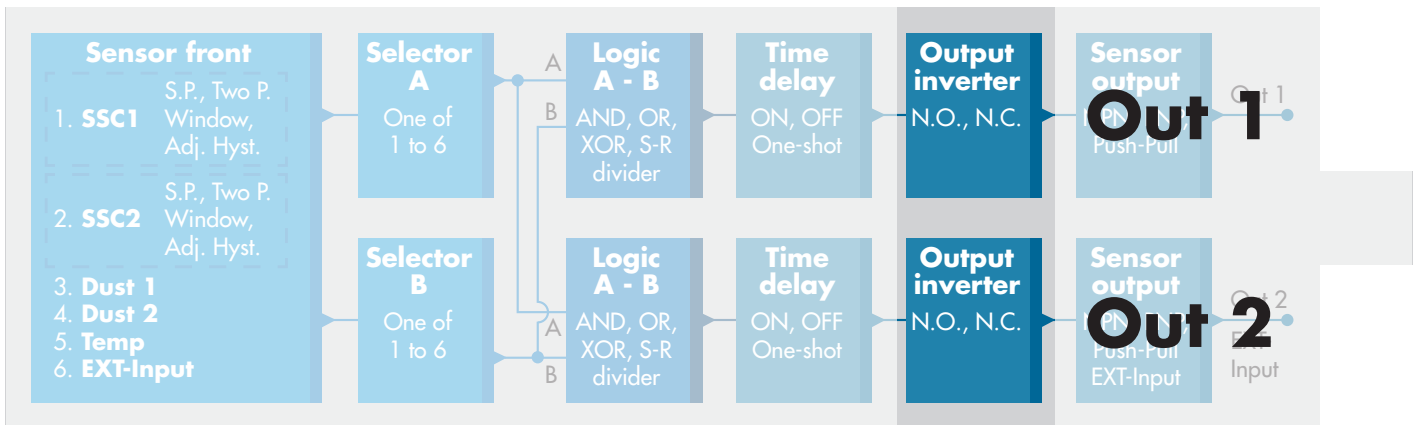 Sensor front
1. SSC1
S.P., Two P.
Window,
Adj. Hyst.
2. SSC2
S.P., Two P.
Window,
Adj. Hyst.
3. Dust 1
4. Dust 2
5. Temp
6. EXT-Input
Selector
A
One of
1 to 6
Selector
B
One of
1 to 6
A
B
Logic
A - B
AND, OR,
XOR, S-R
divider
Time
delay
ON, OFF
One-shot
Output
inverter
N.O., N.C.
Sensor
output
Push-Pull
Out 1
Out 1
A
B
Logic
A - B
AND, OR,
XOR, S-R
divider
Time
delay
ON, OFF
One-shot
Output
inverter
N.O., N.C.
Sensor
output
Push-Pull
EXT-Input
Out 2
Out 2
Input